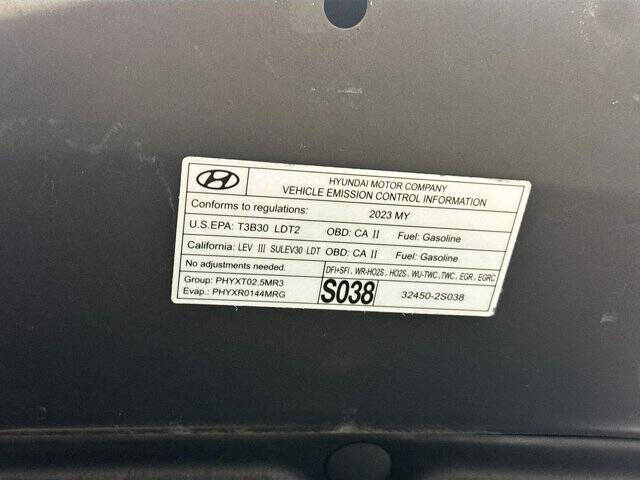 HYUNDAI MOTOR COMPANY
VEHICLE EMISSION CONTROL INFORMATION
Conforms to regulations: 2023 MY
U.S.EPA: T3B30 LDT2 OBD: CA II Fuel: Gasoline
California: LEV III SULEV30 LDT OBD: CA II Fuel: Gasoline
No adjustments needed. DFI+SFI, WR-HO2S, HO2S, WU-TWC, TWC, EGR, EGRC
Group: PHYXT02.5MR3
Evap.: PHYXR0144MRG
S038 32450-2S038